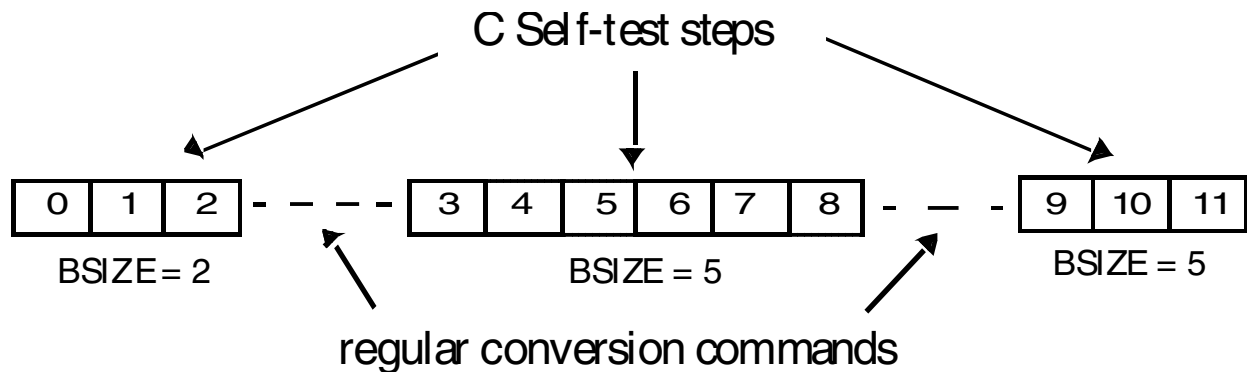 C Self-test steps
0 1 2 3 4 5 6 7 8 9 10 11
BSIZE = 2 BSIZE = 5 BSIZE = 5
regular conversion commands